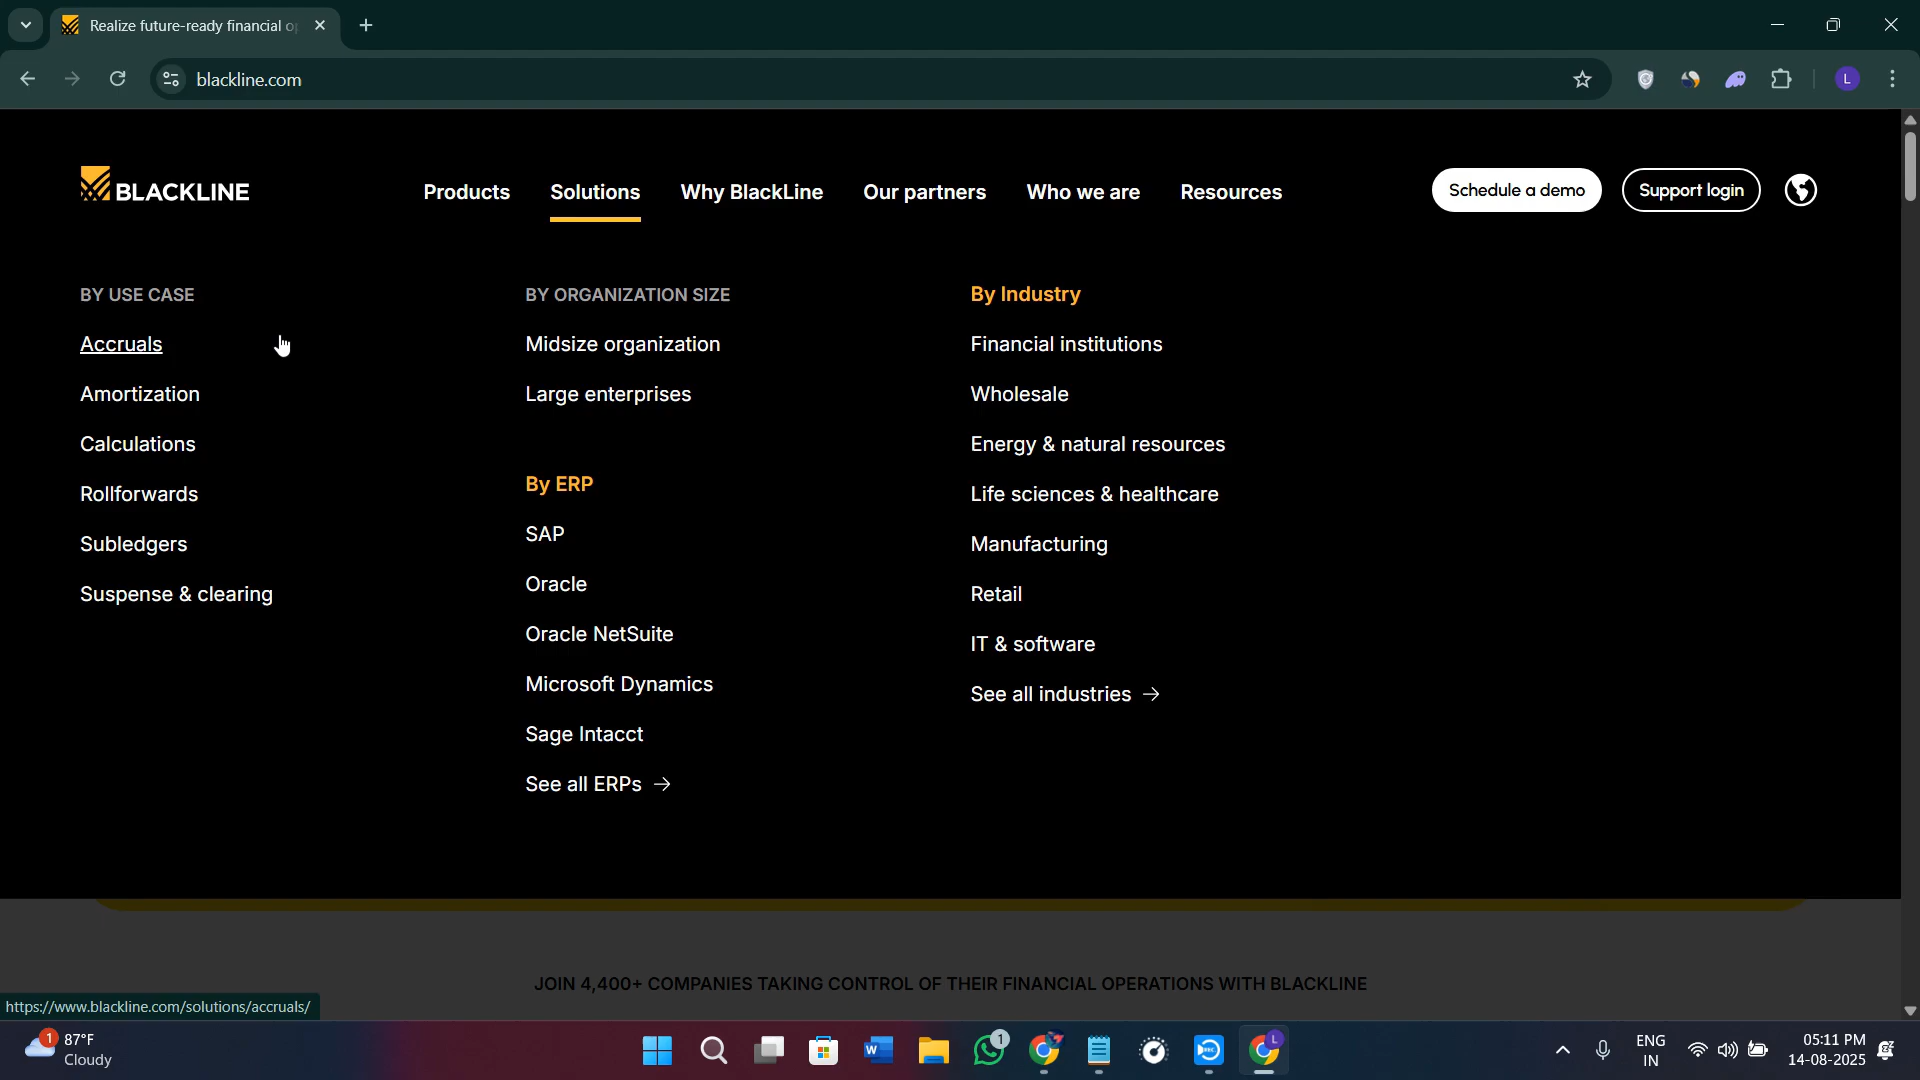 Realize future-ready financial o
blackline.com
L
BLACKLINE
Products
Solutions
Why BlackLine
Our partners
Who we are
Resources
Schedule a demo
Support login
BY USE CASE
Accruals
Amortization
Calculations
Rollforwards
Subledgers
Suspense & clearing
BY ORGANIZATION SIZE
Midsize organization
Large enterprises
By ERP
SAP
Oracle
Oracle NetSuite
Microsoft Dynamics
Sage Intacct
See all ERPs →
By Industry
Financial institutions
Wholesale
Energy & natural resources
Life sciences & healthcare
Manufacturing
Retail
IT & software
See all industries →
JOIN 4,400+ COMPANIES TAKING CONTROL OF THEIR FINANCIAL OPERATIONS WITH BLACKLINE
https://www.blackline.com/solutions/accruals/
1
87°F
Cloudy
W
1
L
ENG
IN
05:11 PM
14-08-2025